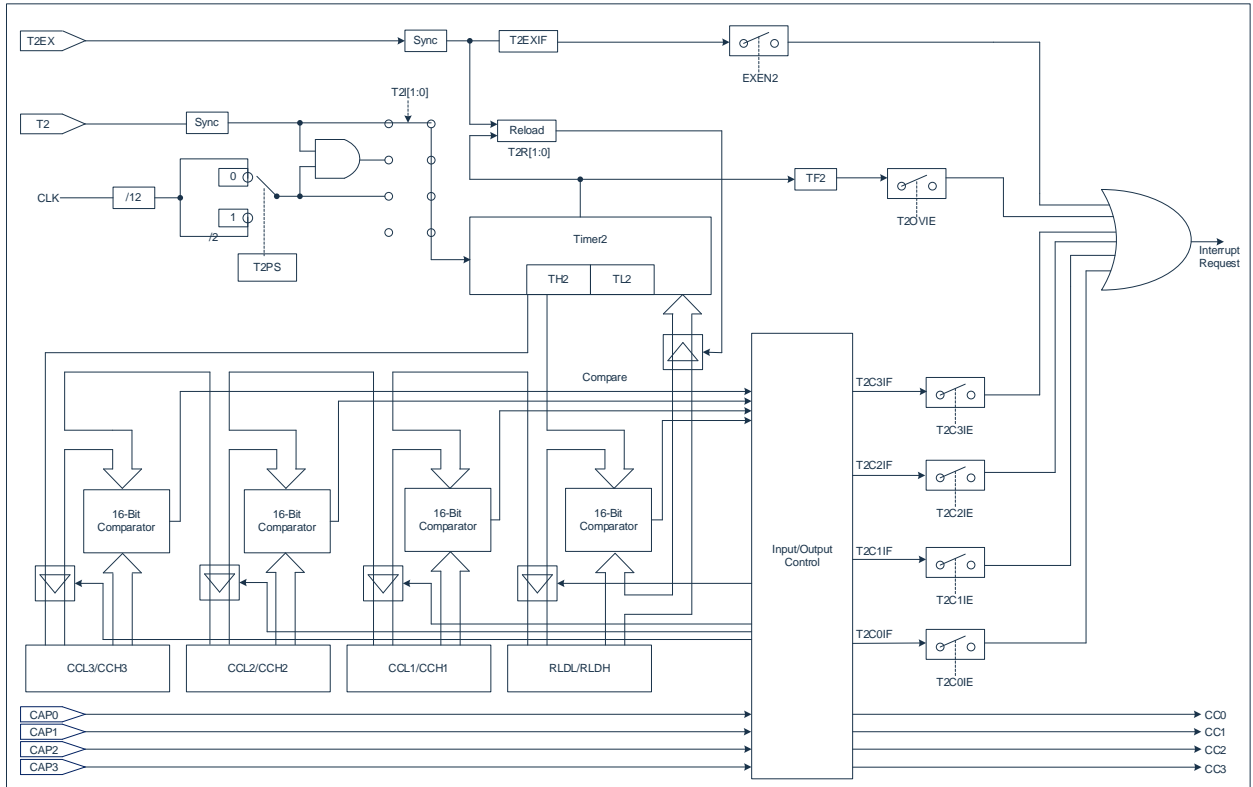 T2EX
Sync
T2EXIF
EXEN2
T2I[1:0]
T2
Sync
Reload
T2R[1:0]
CLK
/12
0
1
/2
T2PS
TF2
T2OVIE
Timer2
TH2
TL2
Interrupt
Request
Compare
16-Bit
Comparator
16-Bit
Comparator
16-Bit
Comparator
16-Bit
Comparator
Input/Output
Control
T2C3IF
T2C3IE
T2C2IF
T2C2IE
T2C1IF
T2C1IE
T2C0IF
T2C0IE
CCL3/CCH3
CCL2/CCH2
CCL1/CCH1
RLDL/RLDH
CAP0
CAP1
CAP2
CAP3
CC0
CC1
CC2
CC3